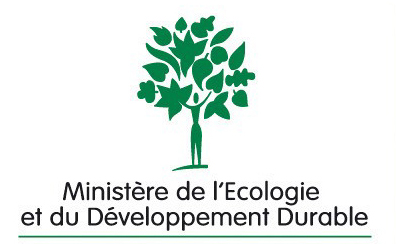 Ministère de l'Ecologie
et du Développement Durable